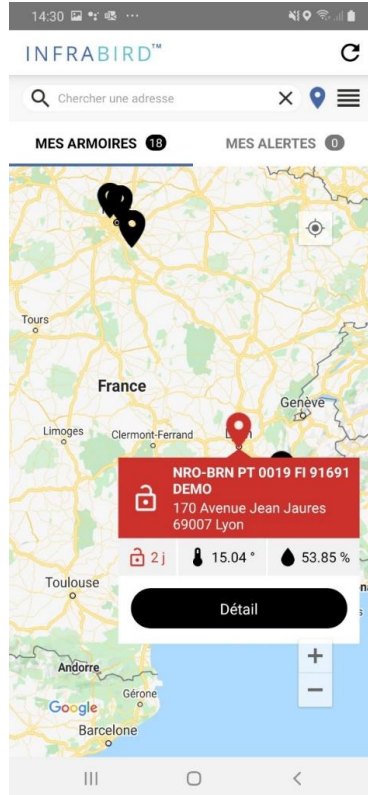 14:30
INFRABIRD™
Chercher une adresse
MES ARMOIRES 18
MES ALERTES 0
Tours
France
Genève
Limoges
Clermont-Ferrand
NRO-BRN PT 0019 FI 91691
DEMO
170 Avenue Jean Jaures
69007 Lyon
2 j
15.04 °
53.85 %
Détail
Toulouse
Andorre
Gérone
Google
Barcelone